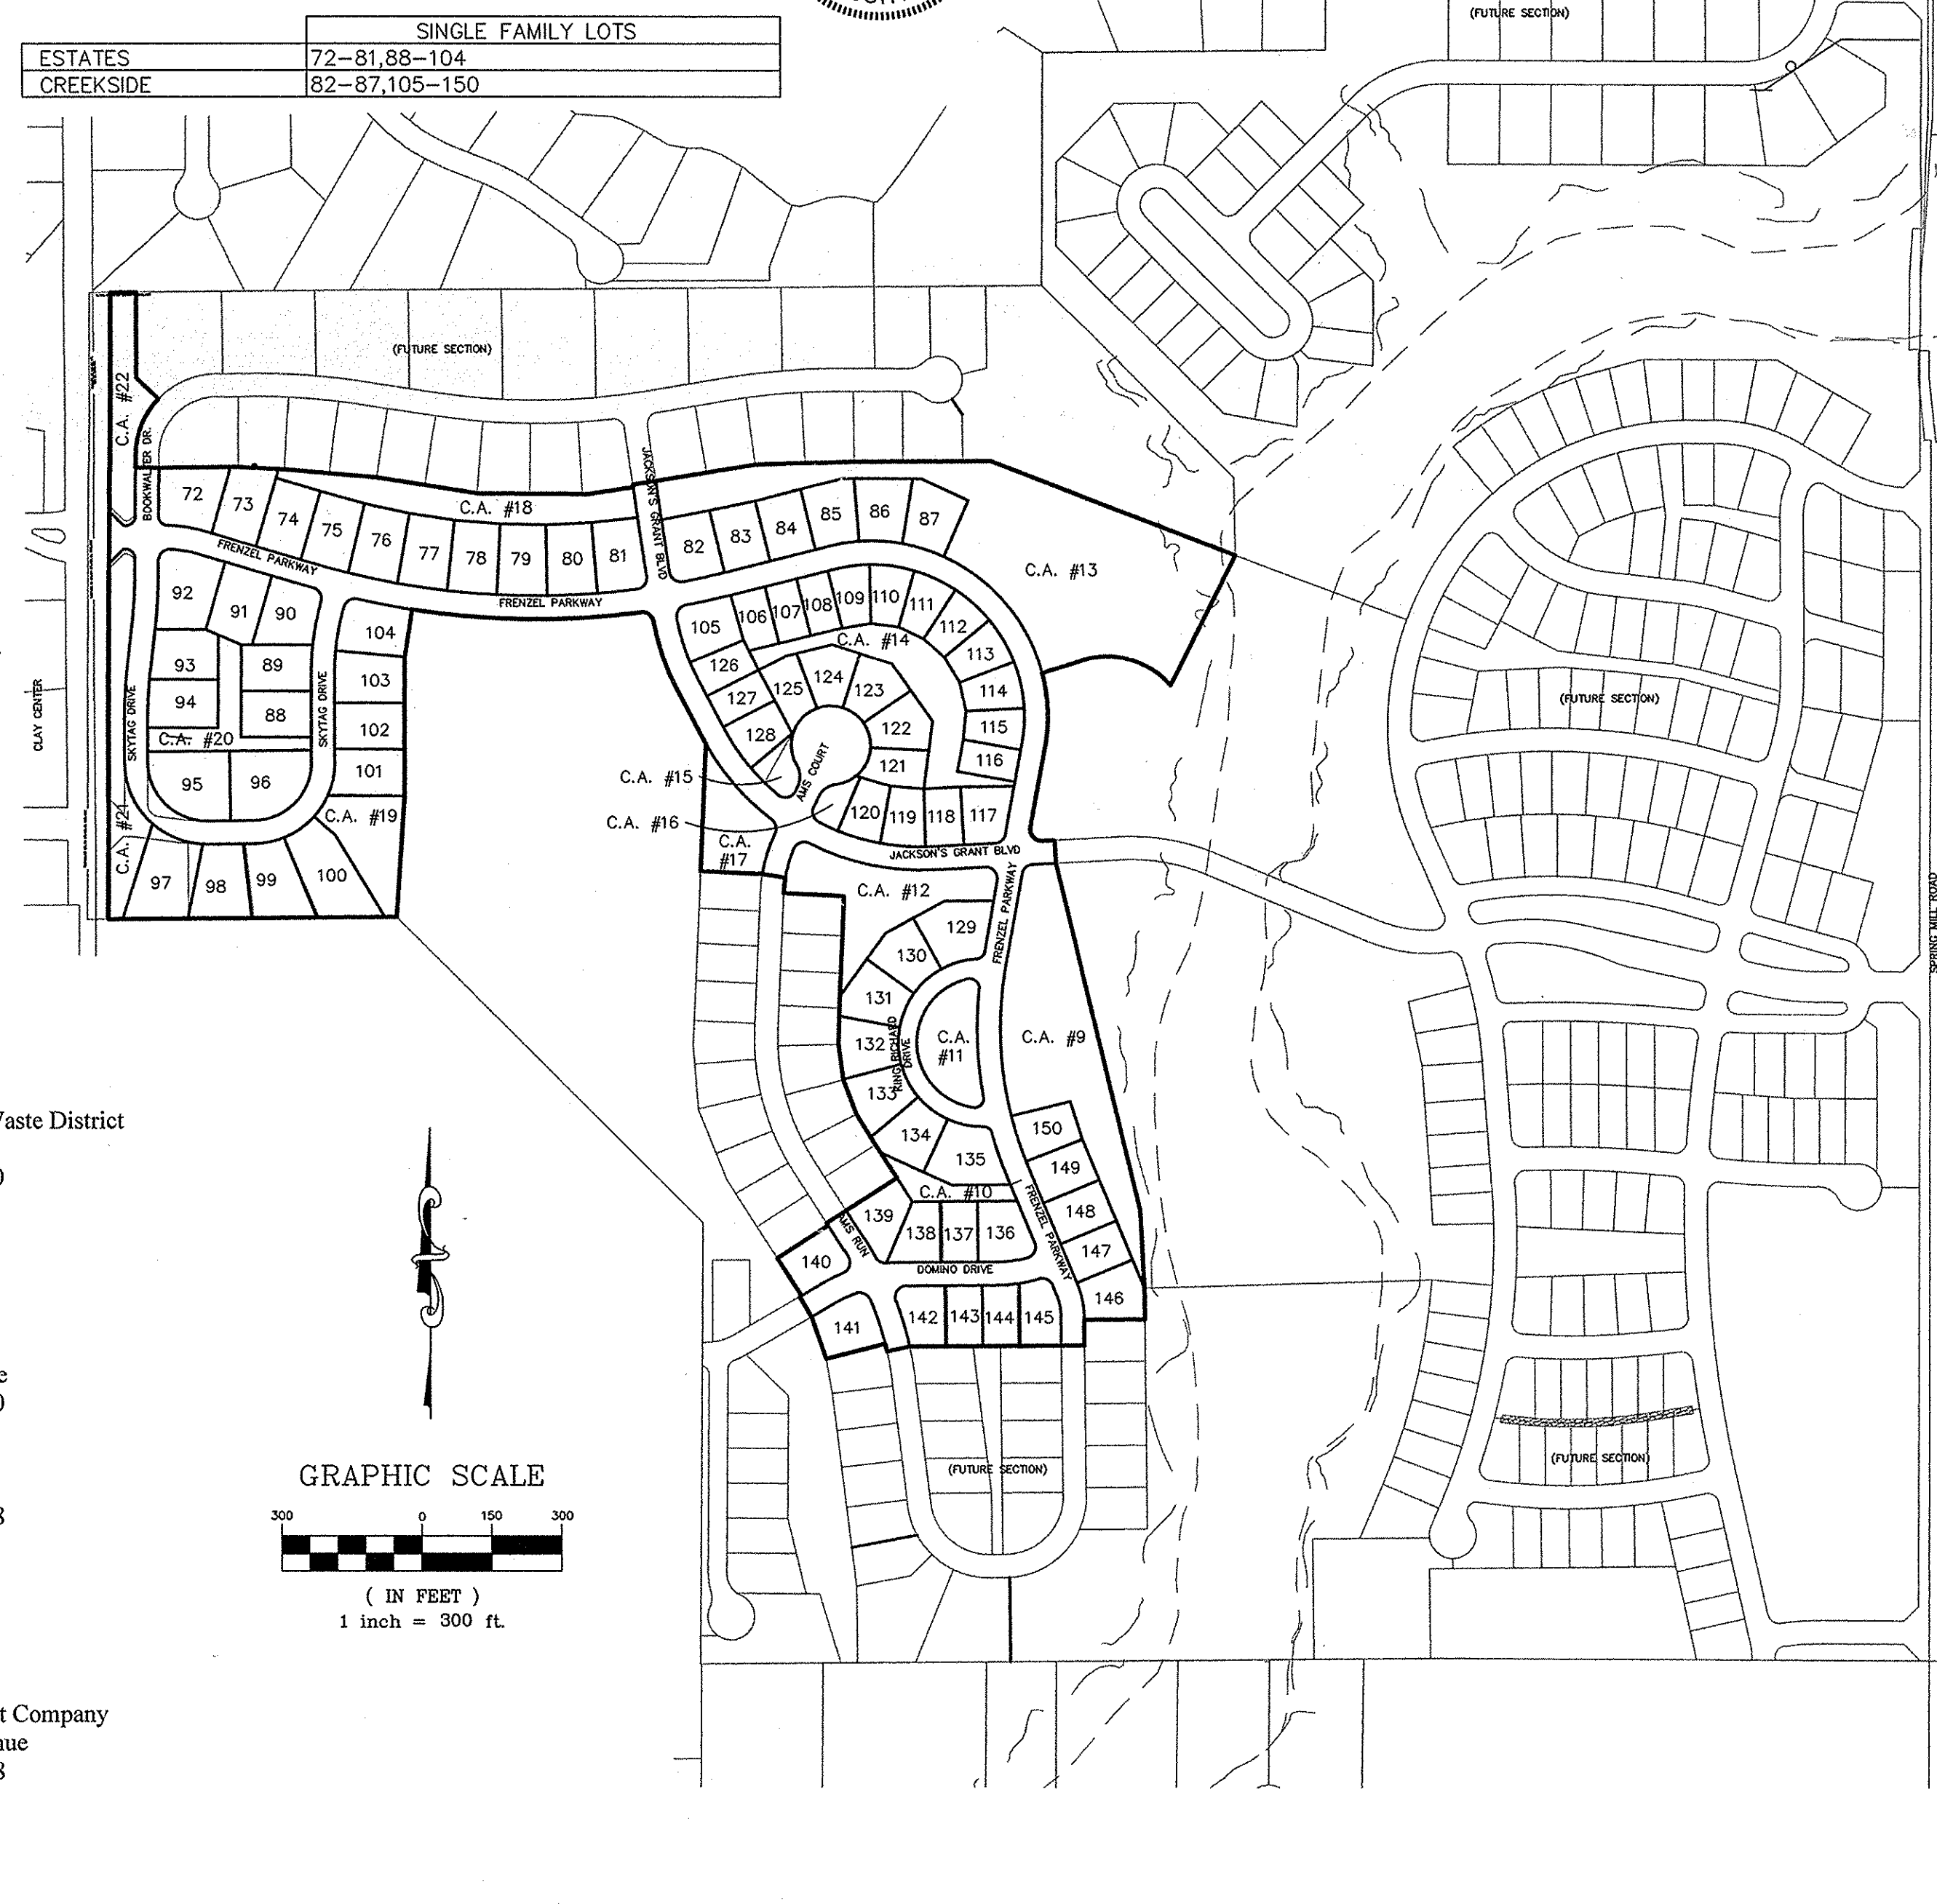 SINGLE FAMILY LOTS
ESTATES 72-81,88-104
CREEKSIDE 82-87,105-150
(FUTURE SECTION)
(FUTURE SECTION)
C.A. #22
BOOKWALTER DR.
JACKSON'S GRANT BLVD
72
73
74
75
76
77
78
79
80
81
C.A. #18
82
83
84
85
86
87
FRENZEL PARKWAY
FRENZEL PARKWAY
C.A. #13
92
91
90
104
93
89
103
94
88
102
C.A. #20
101
95
96
C.A. #19
SKYTAG DRIVE
SKYTAG DRIVE
CLAY CENTER
C.A. #21
97
98
99
100
105
106
107
108
109
110
111
112
C.A. #14
113
126
124
125
123
114
127
122
115
128
121
116
C.A. #15
AMS COURT
C.A. #16
120
119
118
117
C.A. #17
JACKSON'S GRANT BLVD
C.A. #12
FRENZEL PARKWAY
129
130
131
132
133
134
135
KING RICHARD DRIVE
C.A. #11
C.A. #9
150
149
148
147
146
C.A. #10
FRENZEL PARKWAY
139
138
137
136
AMS RUN
140
DOMINO DRIVE
141
142
143
144
145
(FUTURE SECTION)
(FUTURE SECTION)
(FUTURE SECTION)
SPRING MILL ROAD
Vaste District
e
8
t Company
nue
8
GRAPHIC SCALE
300 0 150 300
( IN FEET )
1 inch = 300 ft.